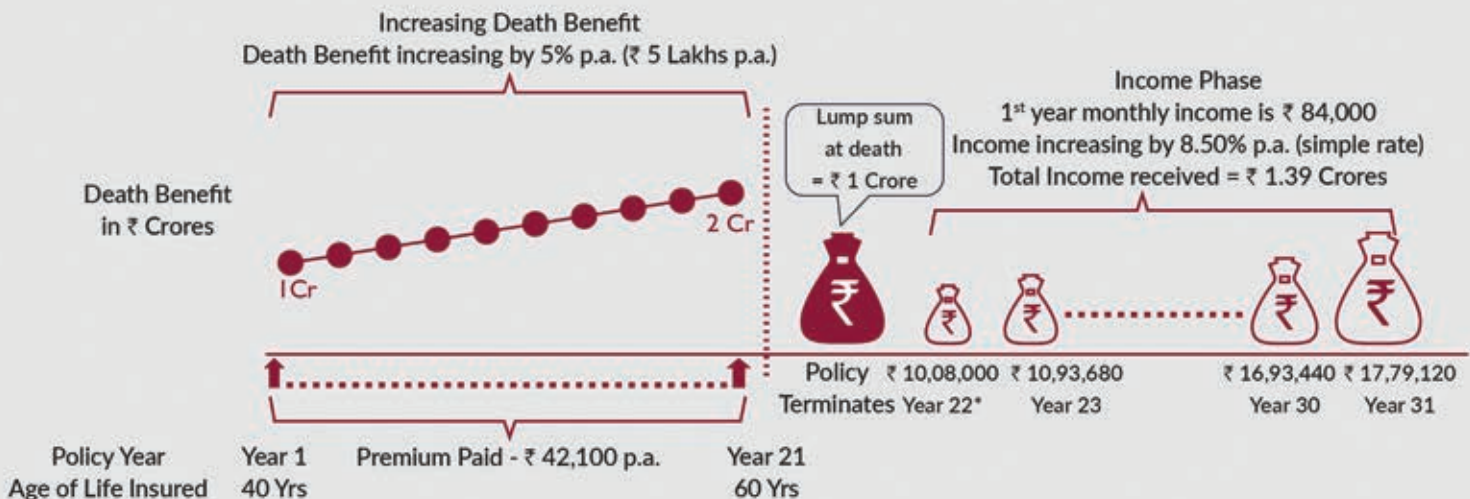 Increasing Death Benefit
Death Benefit increasing by 5% p.a. (₹ 5 Lakhs p.a.)
Income Phase
1st year monthly income is ₹ 84,000
Income increasing by 8.50% p.a. (simple rate)
Total Income received = ₹ 1.39 Crores
Lump sum
at death
= ₹ 1 Crore
Death Benefit
in ₹ Crores
1Cr
2 Cr
₹
₹
₹
₹
₹
Policy
Terminates
₹ 10,08,000
Year 22*
₹ 10,93,680
Year 23
₹ 16,93,440
Year 30
₹ 17,79,120
Year 31
Policy Year
Age of Life Insured
Year 1
40 Yrs
Premium Paid - ₹ 42,100 p.a.
Year 21
60 Yrs